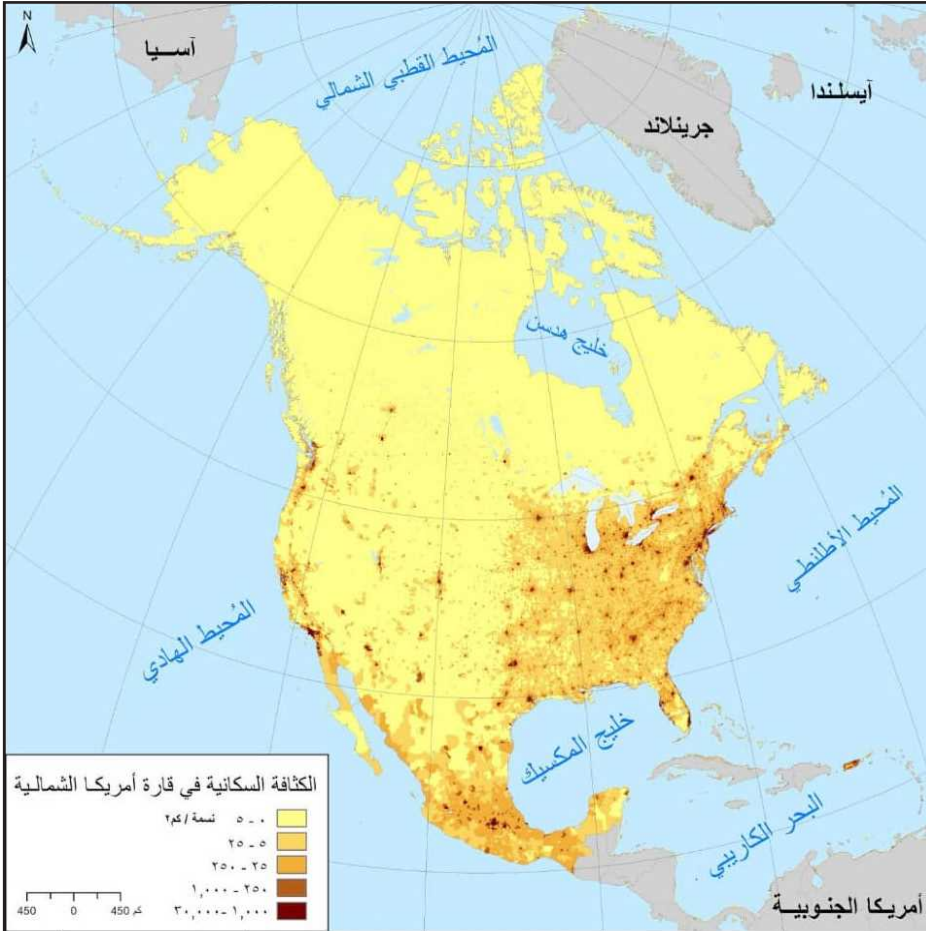 N
آسـيا
المُحيط القطبي الشمالي
آيسلـندا
جرينلاند
خليج هدسن
المُحيط الأطلنطي
المُحيط الهادي
خليج المكسيك
البحر الكاريبي
أمريكا الجنوبية
الكثافة السكانية في قارة أمريكا الشمالية
٠ - ٥ نسمة / كم٢
٥ - ٢٥
٢٥ - ٢٥٠
٢٥٠ - ١,٠٠٠
١,٠٠٠ - ٣٠,٠٠٠
450 0 450 كم